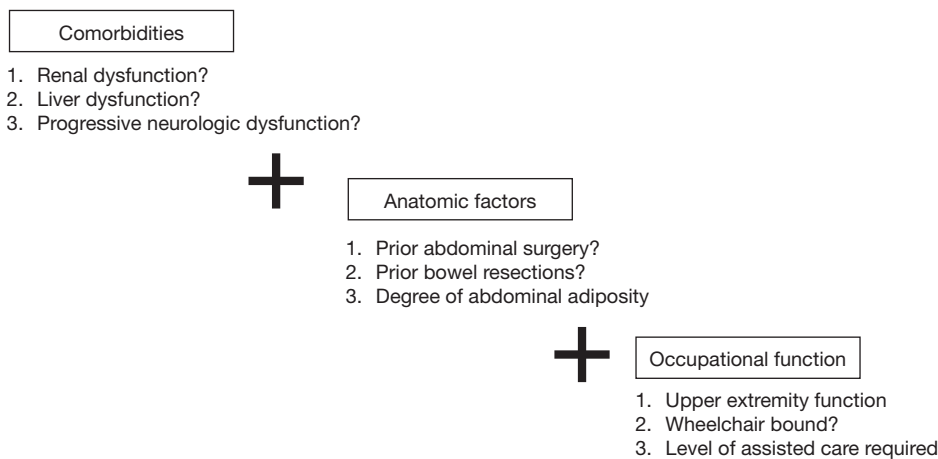 Comorbidities
1. Renal dysfunction?
2. Liver dysfunction?
3. Progressive neurologic dysfunction?
+
Anatomic factors
1. Prior abdominal surgery?
2. Prior bowel resections?
3. Degree of abdominal adiposity
+
Occupational function
1. Upper extremity function
2. Wheelchair bound?
3. Level of assisted care required